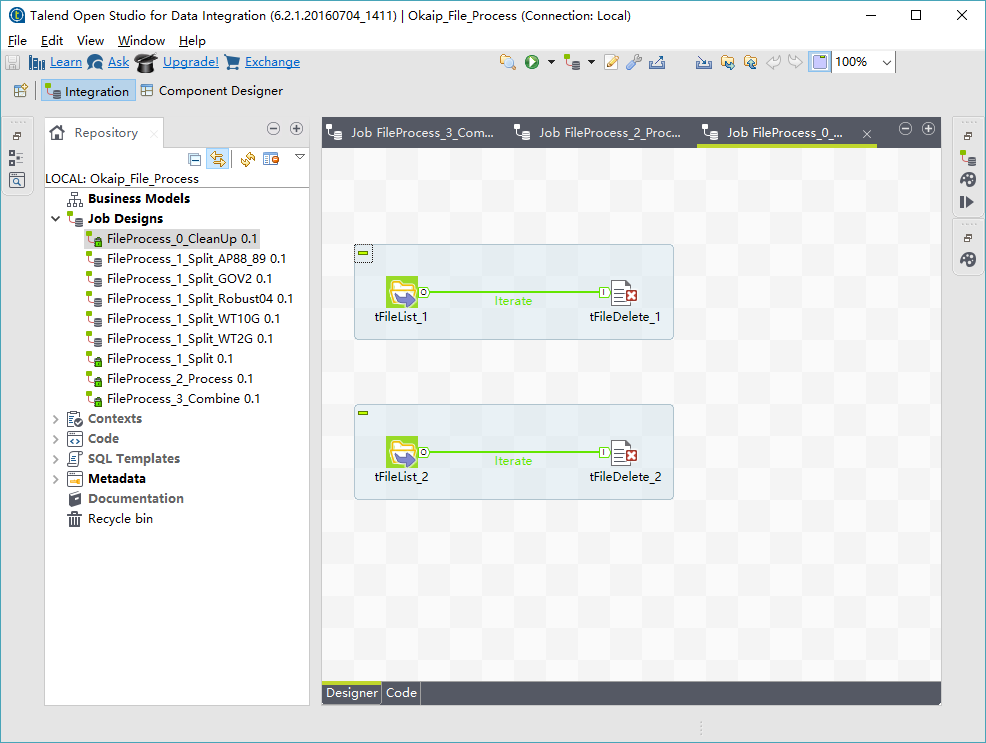 Talend Open Studio for Data Integration (6.2.1.20160704_1411) | Okaip_File_Process (Connection: Local)
File Edit View Window Help
Learn Ask Upgrade! Exchange 100%
Integration Component Designer
Repository
Job FileProcess_3_Com... Job FileProcess_2_Proc... Job FileProcess_0_...
LOCAL: Okaip_File_Process
Business Models
Job Designs
FileProcess_0_CleanUp 0.1
FileProcess_1_Split_AP88_89 0.1
FileProcess_1_Split_GOV2 0.1
FileProcess_1_Split_Robust04 0.1
FileProcess_1_Split_WT10G 0.1
FileProcess_1_Split_WT2G 0.1
FileProcess_1_Split 0.1
FileProcess_2_Process 0.1
FileProcess_3_Combine 0.1
Contexts
Code
SQL Templates
Metadata
Documentation
Recycle bin
O Iterate I
tFileList_1 tFileDelete_1
O Iterate I
tFileList_2 tFileDelete_2
Designer Code